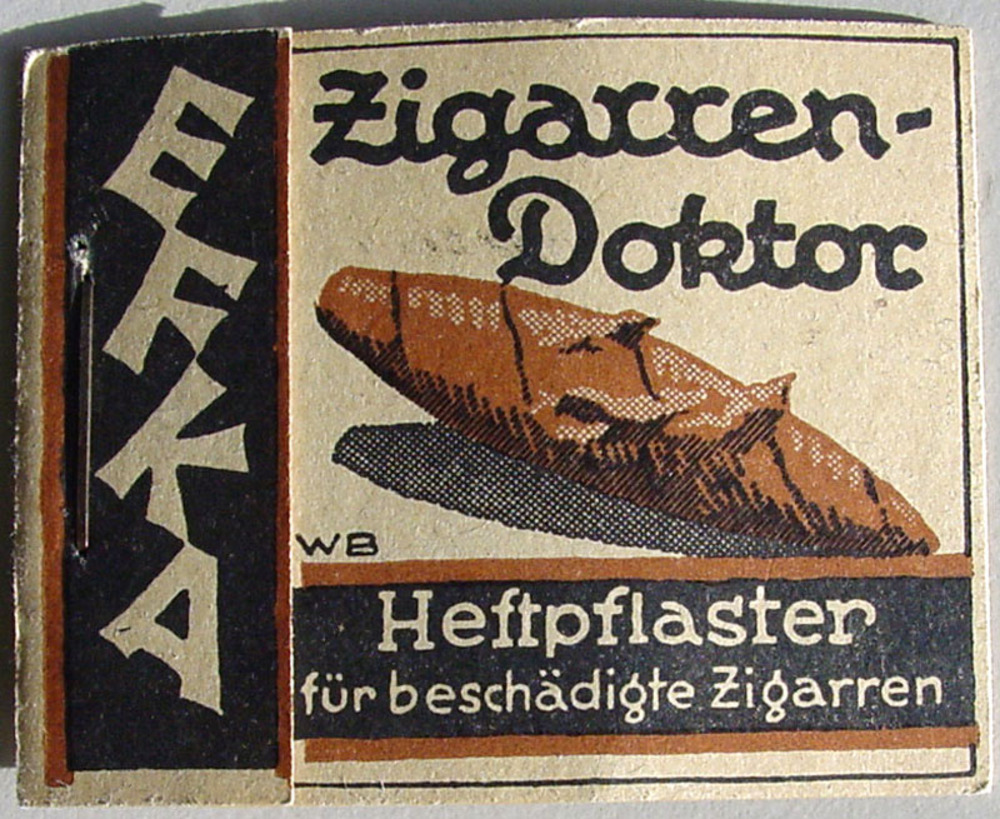 EFKA
Zigarren-
Doktor
WB
Heftpflaster
für beschädigte Zigarren